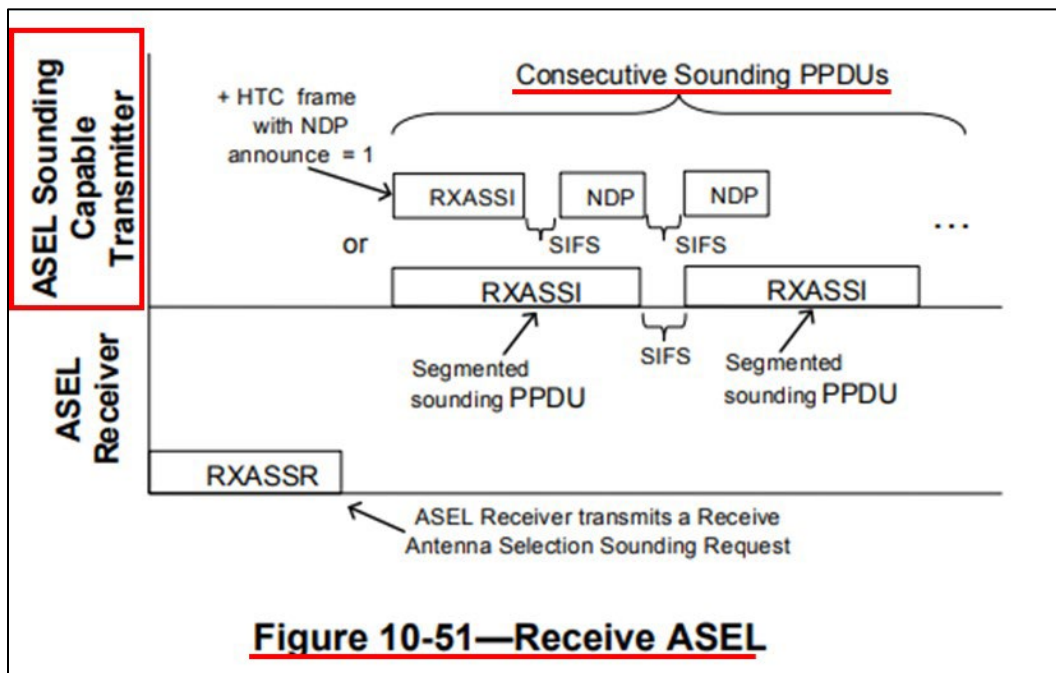 ASEL Sounding
Capable
Transmitter
Consecutive Sounding PPDUs
+ HTC frame
with NDP
announce = 1
RXASSI
NDP
NDP
SIFS
SIFS
...
or
RXASSI
RXASSI
SIFS
Segmented
sounding PPDU
Segmented
sounding PPDU
ASEL
Receiver
RXASSR
ASEL Receiver transmits a Receive
Antenna Selection Sounding Request
Figure 10-51—Receive ASEL